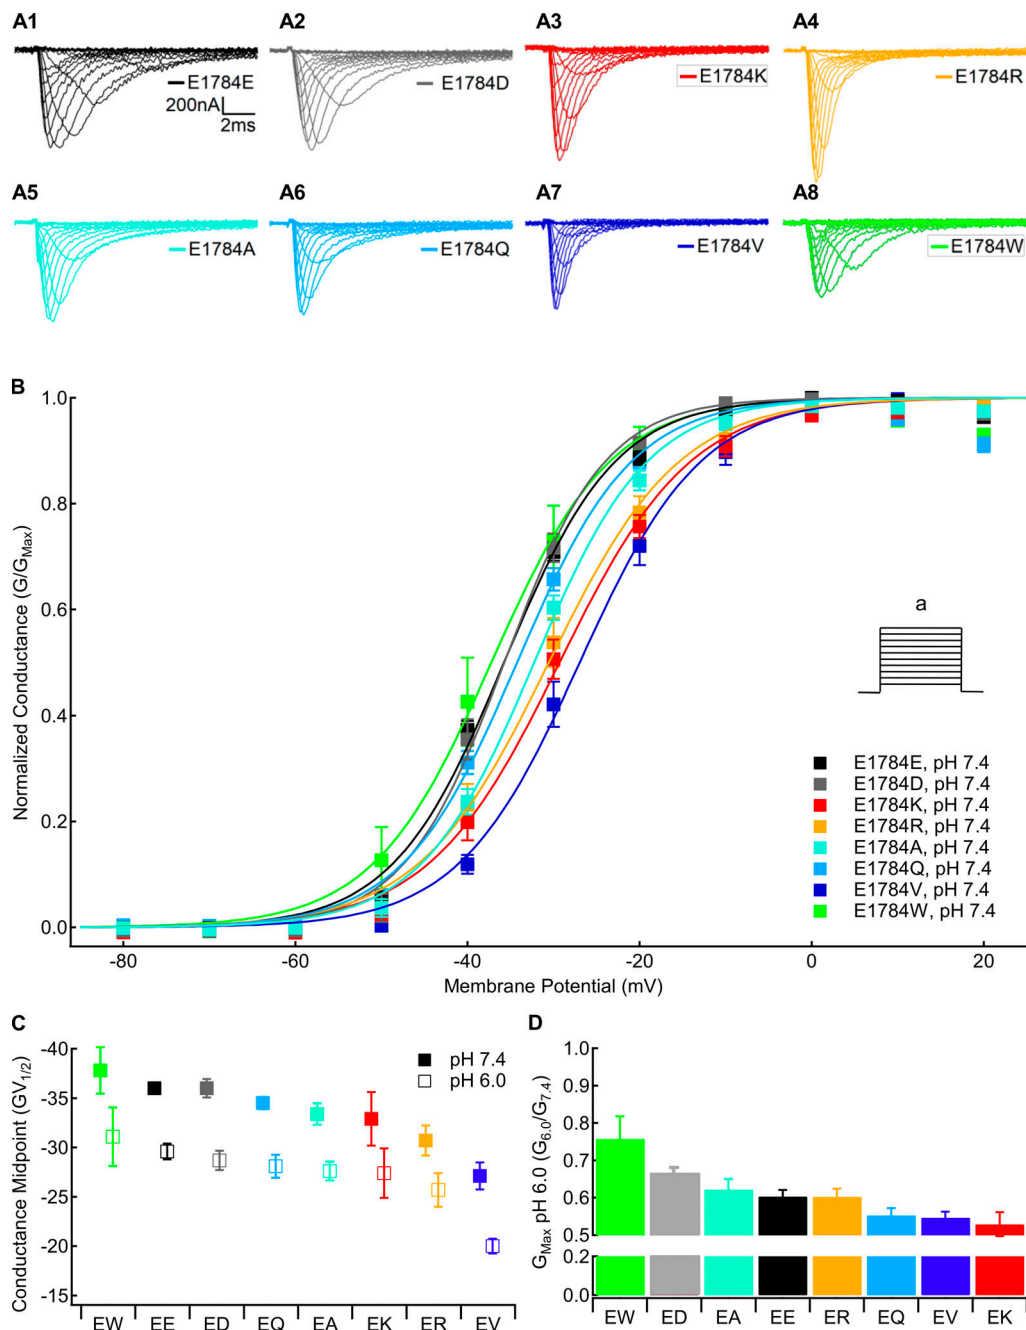 A1 A2 A3 A4
E1784E E1784D E1784K E1784R
200nA
2ms
A5 A6 A7 A8
E1784A E1784Q E1784V E1784W
B
Normalized Conductance (G/GMax)
1.0
0.8
0.6
0.4
0.2
0.0
-80 -60 -40 -20 0 20
Membrane Potential (mV)
a
E1784E, pH 7.4
E1784D, pH 7.4
E1784K, pH 7.4
E1784R, pH 7.4
E1784A, pH 7.4
E1784Q, pH 7.4
E1784V, pH 7.4
E1784W, pH 7.4
C
Conductance Midpoint (GV1/2)
-40
-35
-30
-25
-20
-15
pH 7.4
pH 6.0
EW EE ED EQ EA EK ER EV
D
GMax pH 6.0 (G6.0/G7.4)
1.0
0.9
0.8
0.7
0.6
0.5
0.2
0.0
EW ED EA EE ER EQ EV EK